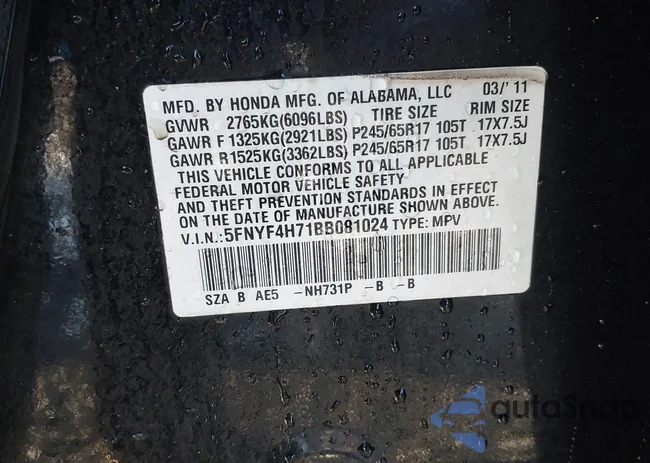 MFD. BY HONDA MFG. OF ALABAMA, LLC 03/'11
GVWR 2765KG(6096LBS) TIRE SIZE RIM SIZE
GAWR F1325KG(2921LBS) P245/65R17 105T 17X7.5J
GAWR R1525KG(3362LBS) P245/65R17 105T 17X7.5J
THIS VEHICLE CONFORMS TO ALL APPLICABLE
FEDERAL MOTOR VEHICLE SAFETY
AND THEFT PREVENTION STANDARDS IN EFFECT
ON THE DATE OF MANUFACTURE SHOWN ABOVE.
V.I.N.:5FNYF4H71BB081024 TYPE: MPV
SZA B AE5 -NH731P -B -B
autoSnap